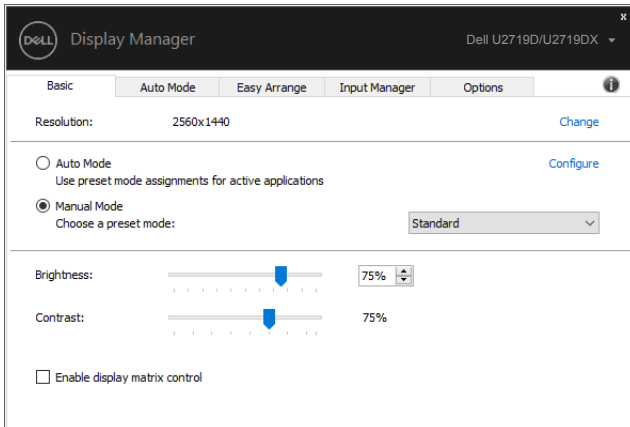 x
DELL Display Manager Dell U2719D/U2719DX
Basic Auto Mode Easy Arrange Input Manager Options i
Resolution: 2560x1440 Change
Auto Mode Configure
Use preset mode assignments for active applications
Manual Mode
Choose a preset mode: Standard
Brightness: 75%
Contrast: 75%
Enable display matrix control